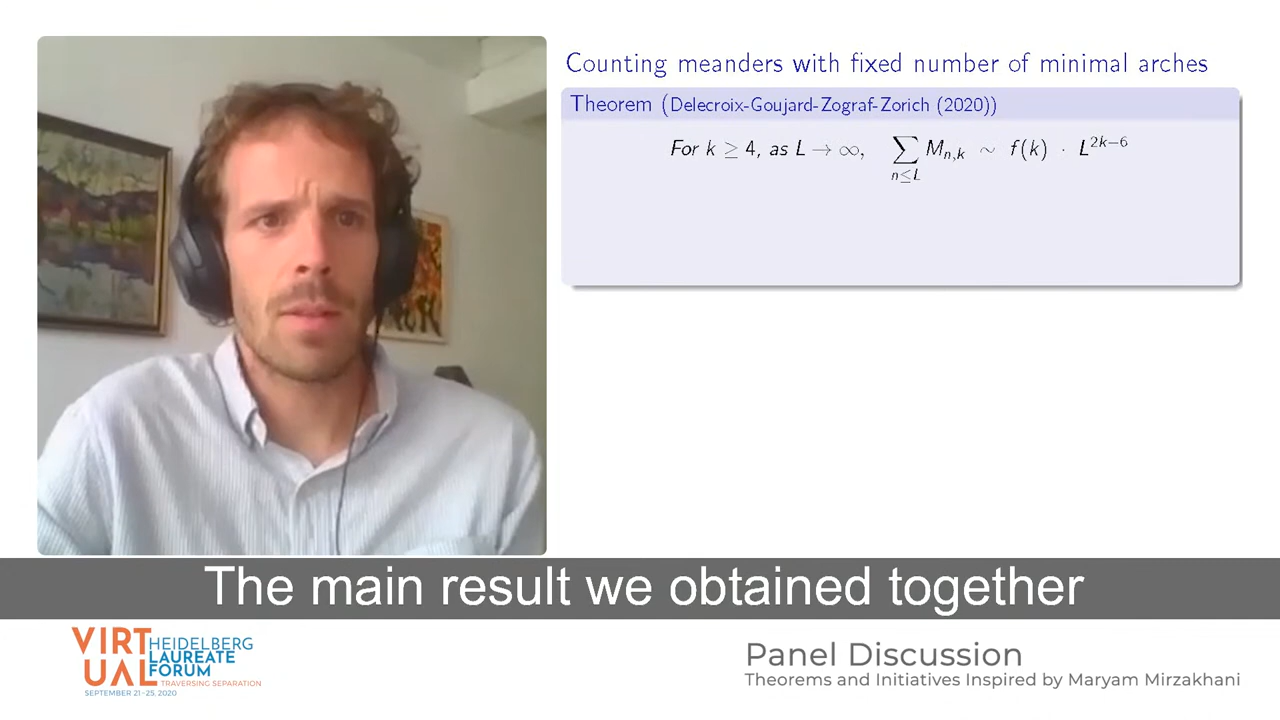 Counting meanders with fixed number of minimal arches
Theorem (Delecroix-Goujard-Zograf-Zorich (2020))
For k ≥ 4, as L → ∞, ∑ M_{n,k} ~ f(k) · L^{2k−6}
n≤L
The main result we obtained together
VIRTUAL
HEIDELBERG
LAUREATE
FORUM
TRAVERSING SEPARATION
SEPTEMBER 21–25, 2020
Panel Discussion
Theorems and Initiatives Inspired by Maryam Mirzakhani